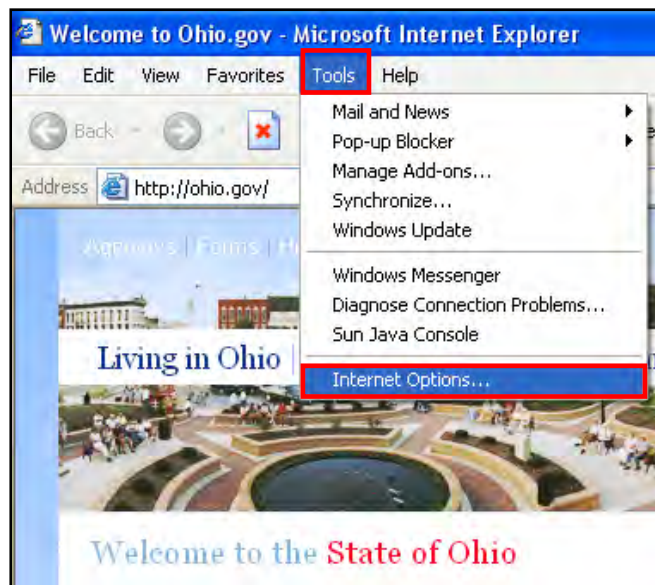 Welcome to Ohio.gov - Microsoft Internet Explorer
File Edit View Favorites Tools Help
Back
Address http://ohio.gov/
Mail and News
Pop-up Blocker
Manage Add-ons...
Synchronize...
Windows Update
Windows Messenger
Diagnose Connection Problems...
Sun Java Console
Internet Options...
Forms
Living in Ohio
Welcome to the State of Ohio